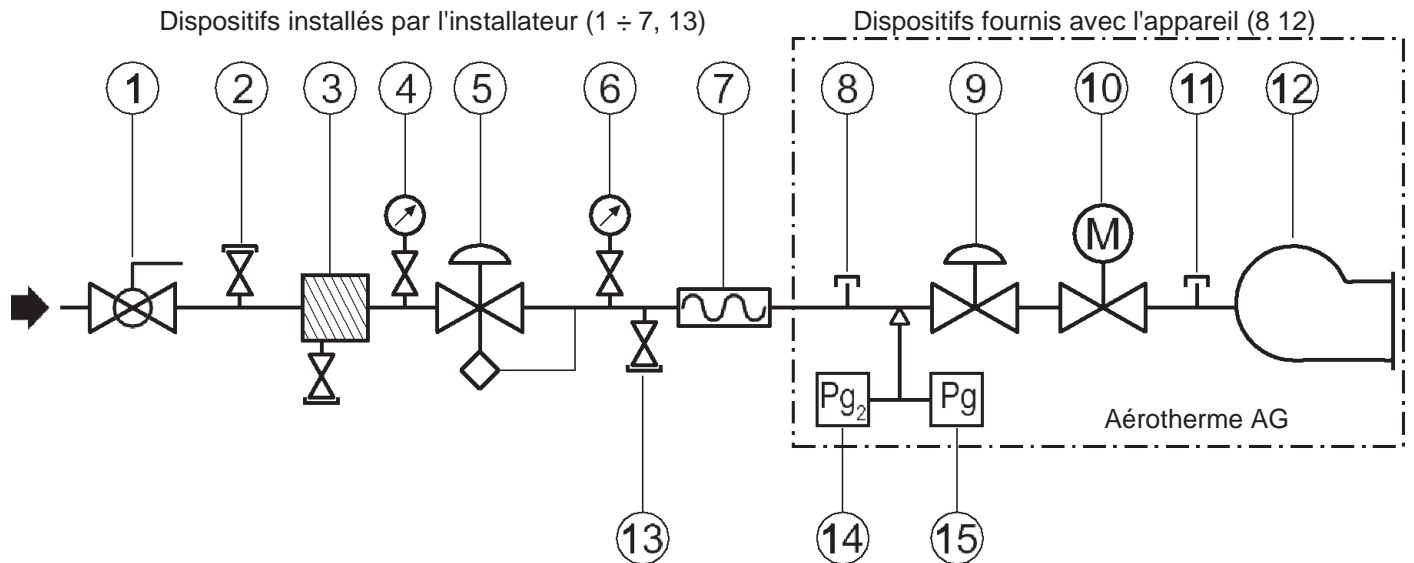 Dispositifs installés par l'installateur (1 ÷ 7, 13)
Dispositifs fournis avec l'appareil (8 12)
1 2 3 4 5 6 7 8 9 10 11 12
M
Pg2 Pg
Aérotherme AG
13 14 15